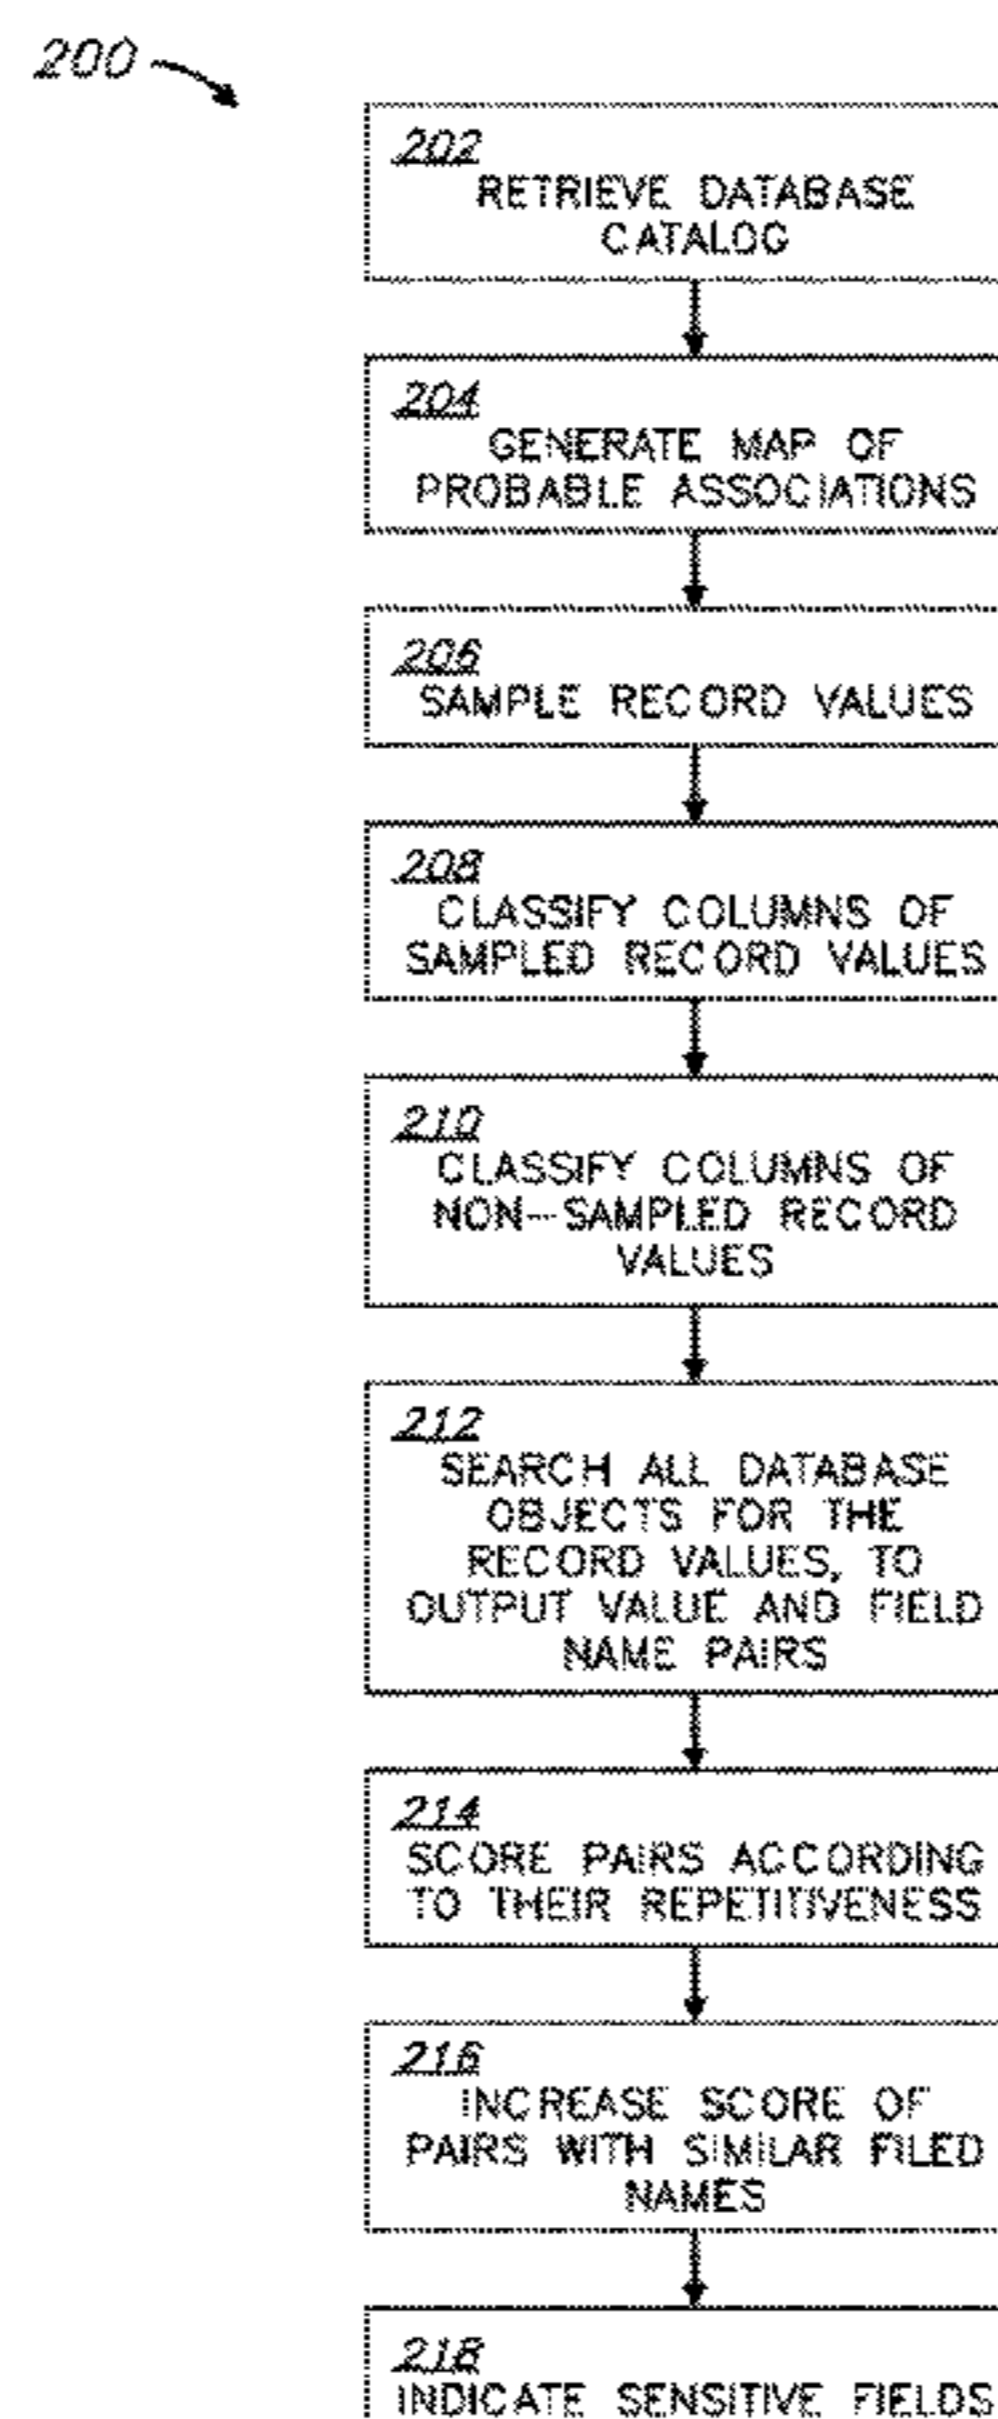 200
202
RETRIEVE DATABASE
CATALOG
204
GENERATE MAP OF
PROBABLE ASSOCIATIONS
206
SAMPLE RECORD VALUES
208
CLASSIFY COLUMNS OF
SAMPLED RECORD VALUES
210
CLASSIFY COLUMNS OF
NON-SAMPLED RECORD
VALUES
212
SEARCH ALL DATABASE
OBJECTS FOR THE
RECORD VALUES, TO
OUTPUT VALUE AND FIELD
NAME PAIRS
214
SCORE PAIRS ACCORDING
TO THEIR REPETITIVENESS
216
INCREASE SCORE OF
PAIRS WITH SIMILAR FILED
NAMES
218
INDICATE SENSITIVE FIELDS